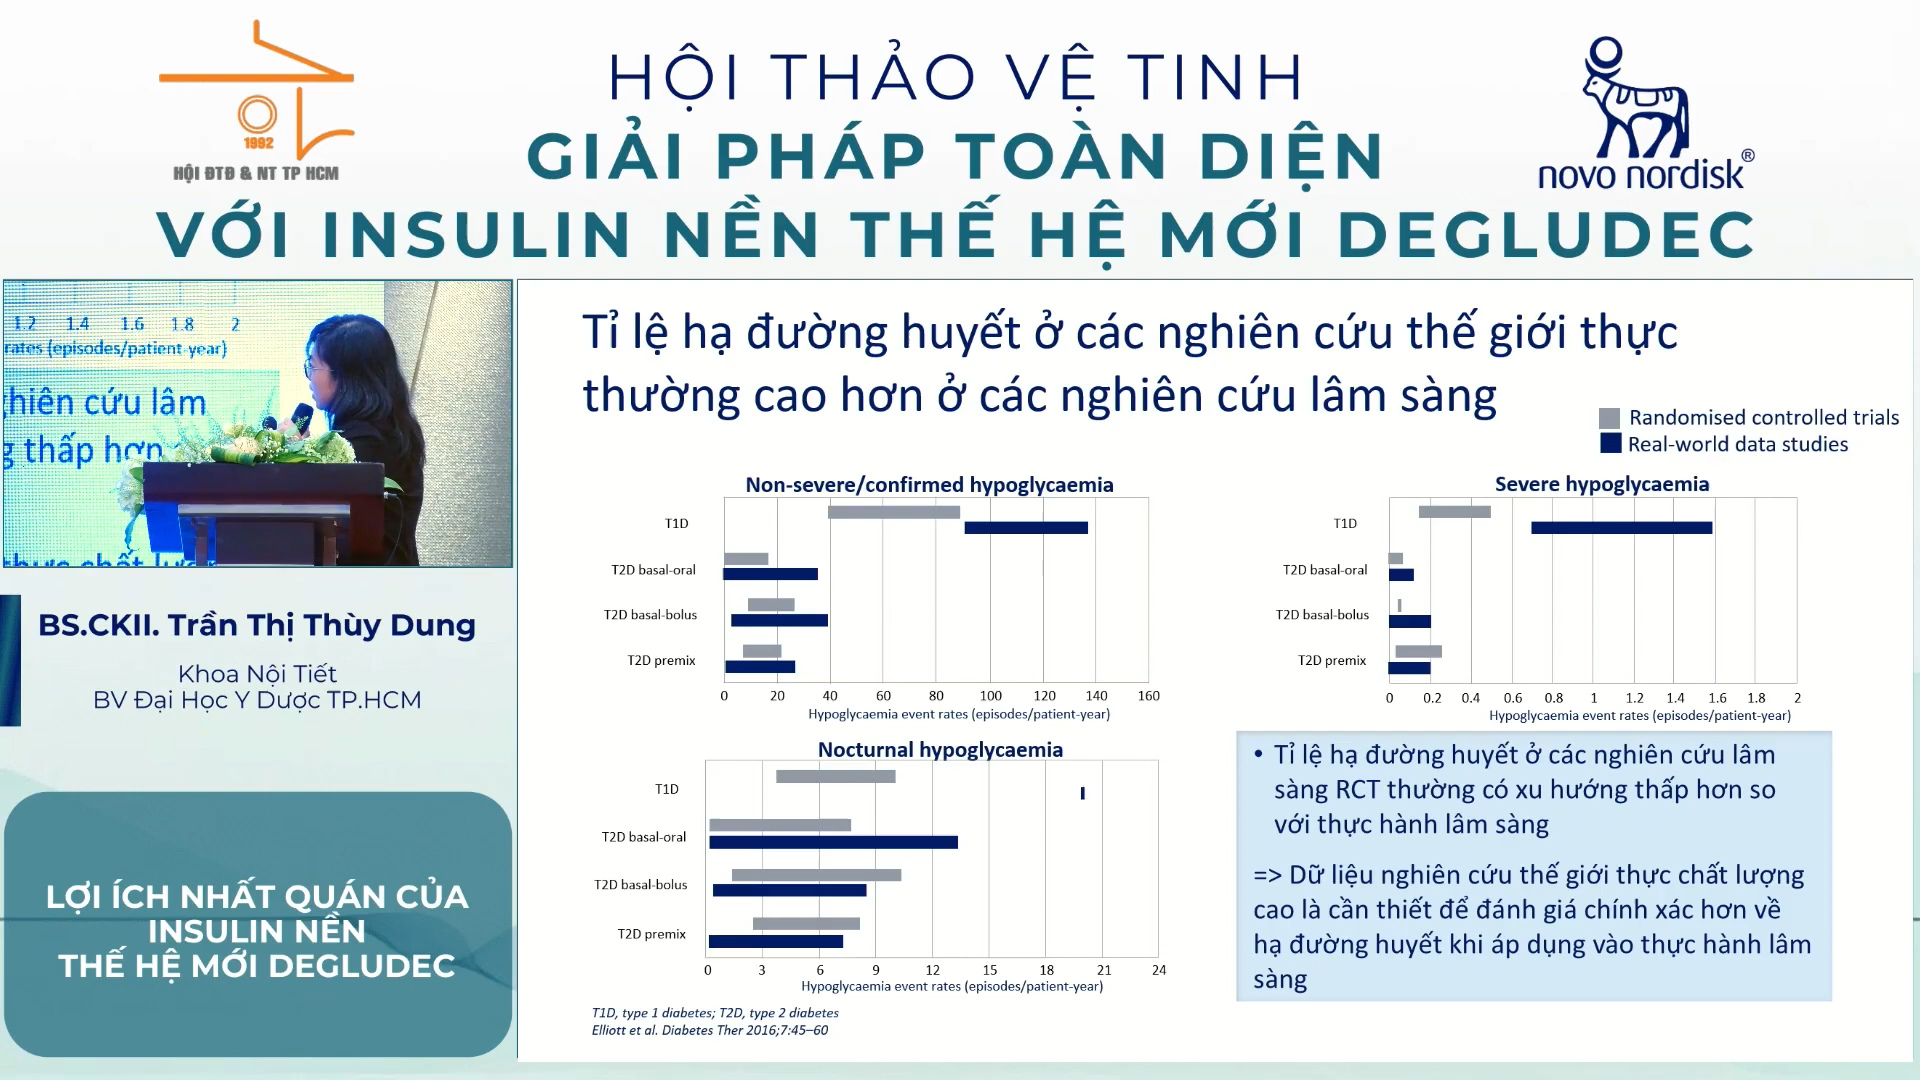 1992
HỘI ĐTĐ & NT TP HCM
HỘI THẢO VỆ TINH
GIẢI PHÁP TOÀN DIỆN
VỚI INSULIN NỀN THẾ HỆ MỚI DEGLUDEC
novo nordisk®
1.2 1.4 1.6 1.8 2
rates (episodes/patient-year)
hiên cứu lâm
g thấp hơn
BS.CKII. Trần Thị Thùy Dung
Khoa Nội Tiết
BV Đại Học Y Dược TP.HCM
LỢI ÍCH NHẤT QUÁN CỦA
INSULIN NỀN
THẾ HỆ MỚI DEGLUDEC
Tỉ lệ hạ đường huyết ở các nghiên cứu thế giới thực
thường cao hơn ở các nghiên cứu lâm sàng
Randomised controlled trials
Real-world data studies
Non-severe/confirmed hypoglycaemia
T1D
T2D basal-oral
T2D basal-bolus
T2D premix
0 20 40 60 80 100 120 140 160
Hypoglycaemia event rates (episodes/patient-year)
Severe hypoglycaemia
T1D
T2D basal-oral
T2D basal-bolus
T2D premix
0 0.2 0.4 0.6 0.8 1 1.2 1.4 1.6 1.8 2
Hypoglycaemia event rates (episodes/patient-year)
Nocturnal hypoglycaemia
T1D
T2D basal-oral
T2D basal-bolus
T2D premix
0 3 6 9 12 15 18 21 24
Hypoglycaemia event rates (episodes/patient-year)
• Tỉ lệ hạ đường huyết ở các nghiên cứu lâm
sàng RCT thường có xu hướng thấp hơn so
với thực hành lâm sàng
=> Dữ liệu nghiên cứu thế giới thực chất lượng
cao là cần thiết để đánh giá chính xác hơn về
hạ đường huyết khi áp dụng vào thực hành lâm
sàng
T1D, type 1 diabetes; T2D, type 2 diabetes
Elliott et al. Diabetes Ther 2016;7:45–60